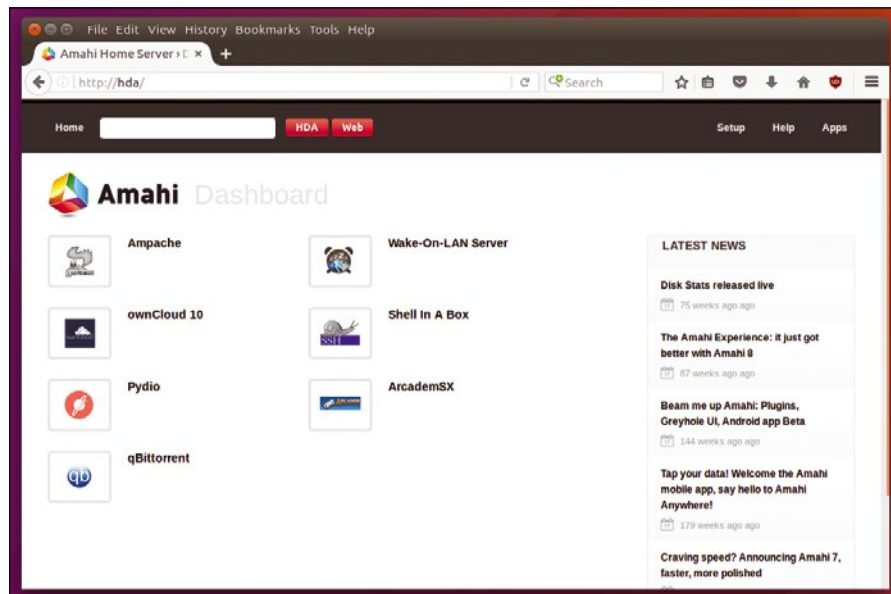 File Edit View History Bookmarks Tools Help
Amahi Home Server › D
http://hda/
Search
Home
HDA Web
Setup Help Apps
Amahi Dashboard
Ampache
Wake-On-LAN Server
ownCloud 10
Shell In A Box
SSH
Pydio
ArcademSX
qBittorrent
qb
LATEST NEWS
Disk Stats released live
75 weeks ago ago
The Amahi Experience: it just got
better with Amahi 8
87 weeks ago ago
Beam me up Amahi: Plugins,
Greyhole UI, Android app Beta
144 weeks ago ago
Tap your data! Welcome the Amahi
mobile app, say hello to Amahi
Anywhere!
179 weeks ago ago
Craving speed? Announcing Amahi 7,
faster, more polished